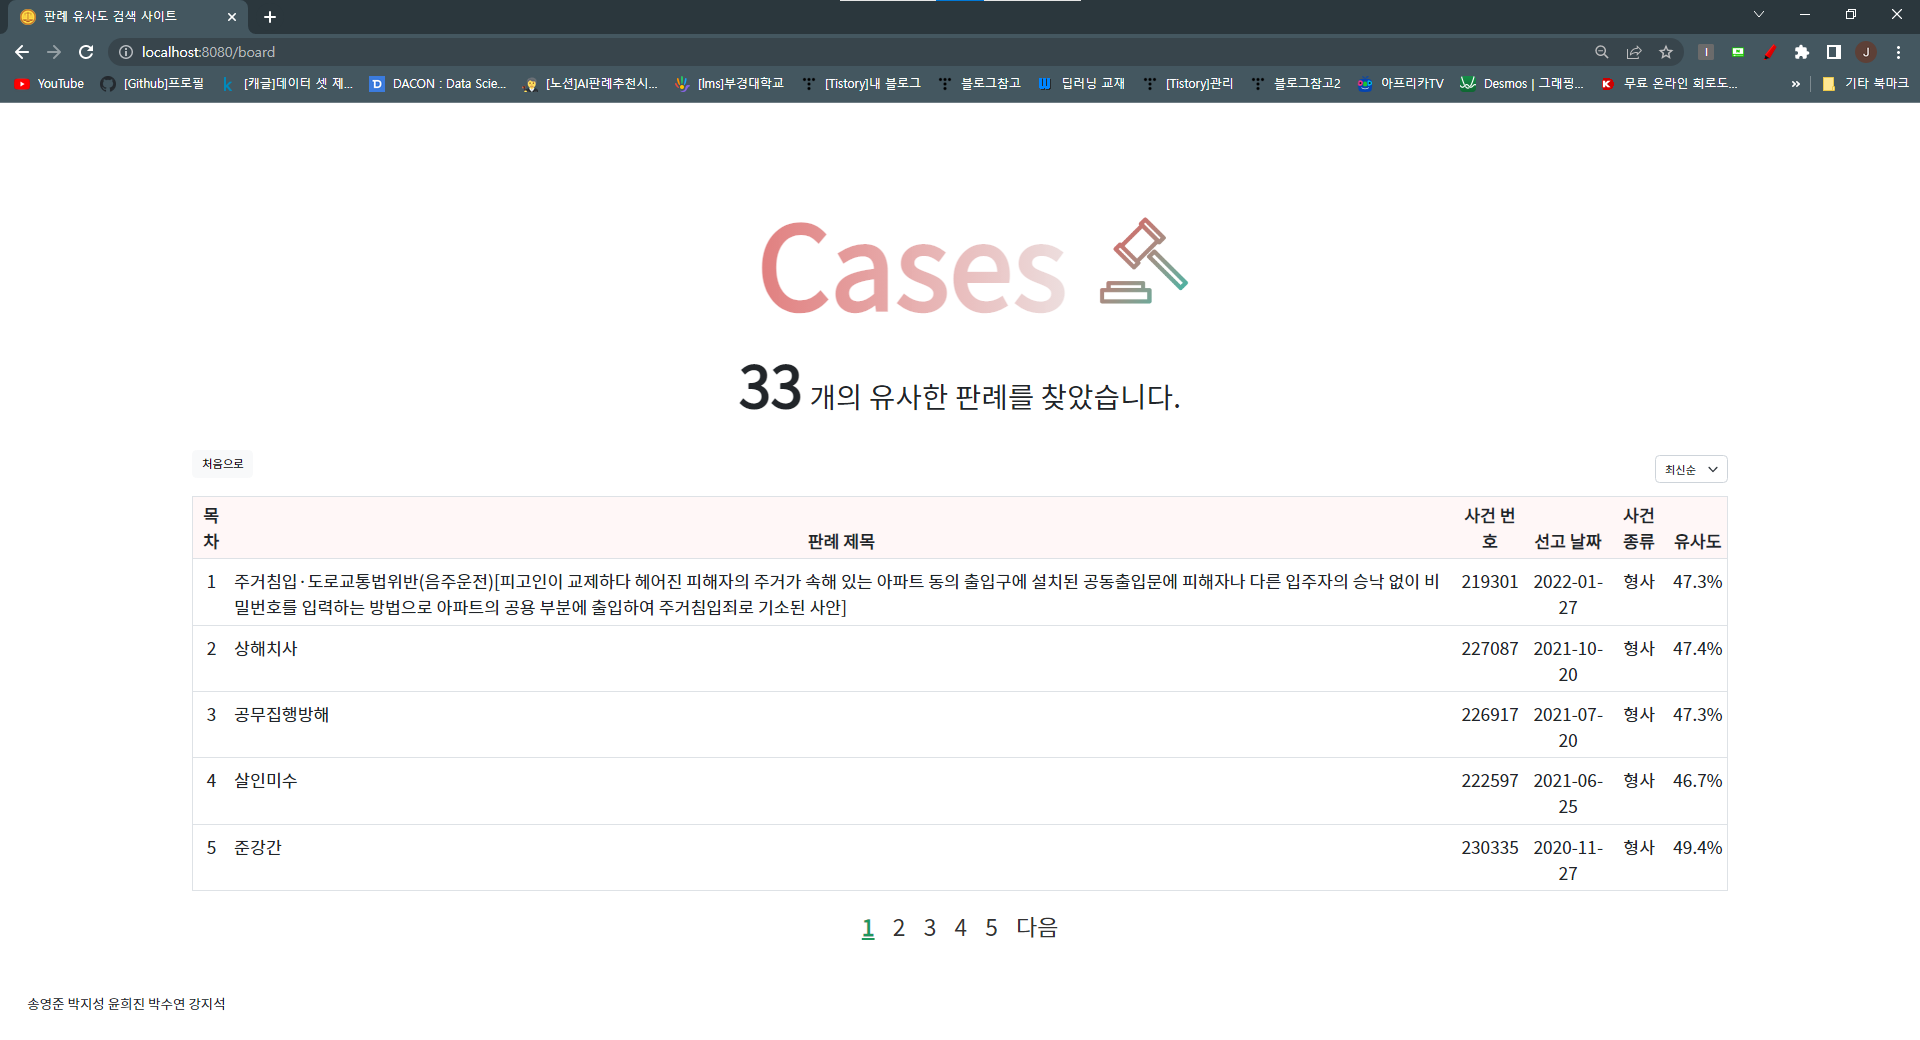 판례 유사도 검색 사이트
localhost:8080/board
J
YouTube [Github]프로필 [캐글]데이터 셋 제... DACON : Data Scie... [노션]AI판례추천시... [lms]부경대학교 [Tistory]내 블로그 블로그참고 딥러닝 교재 [Tistory]관리 블로그참고2 아프리카TV Desmos | 그래핑... 무료 온라인 회로도... » 기타 북마크
Cases
33 개의 유사한 판례를 찾았습니다.
처음으로 최신순
목차 판례 제목 사건 번호 선고 날짜 사건 종류 유사도
1 주거침입·도로교통법위반(음주운전)[피고인이 교제하다 헤어진 피해자의 주거가 속해 있는 아파트 동의 출입구에 설치된 공동출입문에 피해자나 다른 입주자의 승낙 없이 비 219301 2022-01- 형사 47.3%
밀번호를 입력하는 방법으로 아파트의 공용 부분에 출입하여 주거침입죄로 기소된 사안] 27
2 상해치사 227087 2021-10- 형사 47.4%
20
3 공무집행방해 226917 2021-07- 형사 47.3%
20
4 살인미수 222597 2021-06- 형사 46.7%
25
5 준강간 230335 2020-11- 형사 49.4%
27
1 2 3 4 5 다음
송영준 박지성 윤희진 박수연 강지석